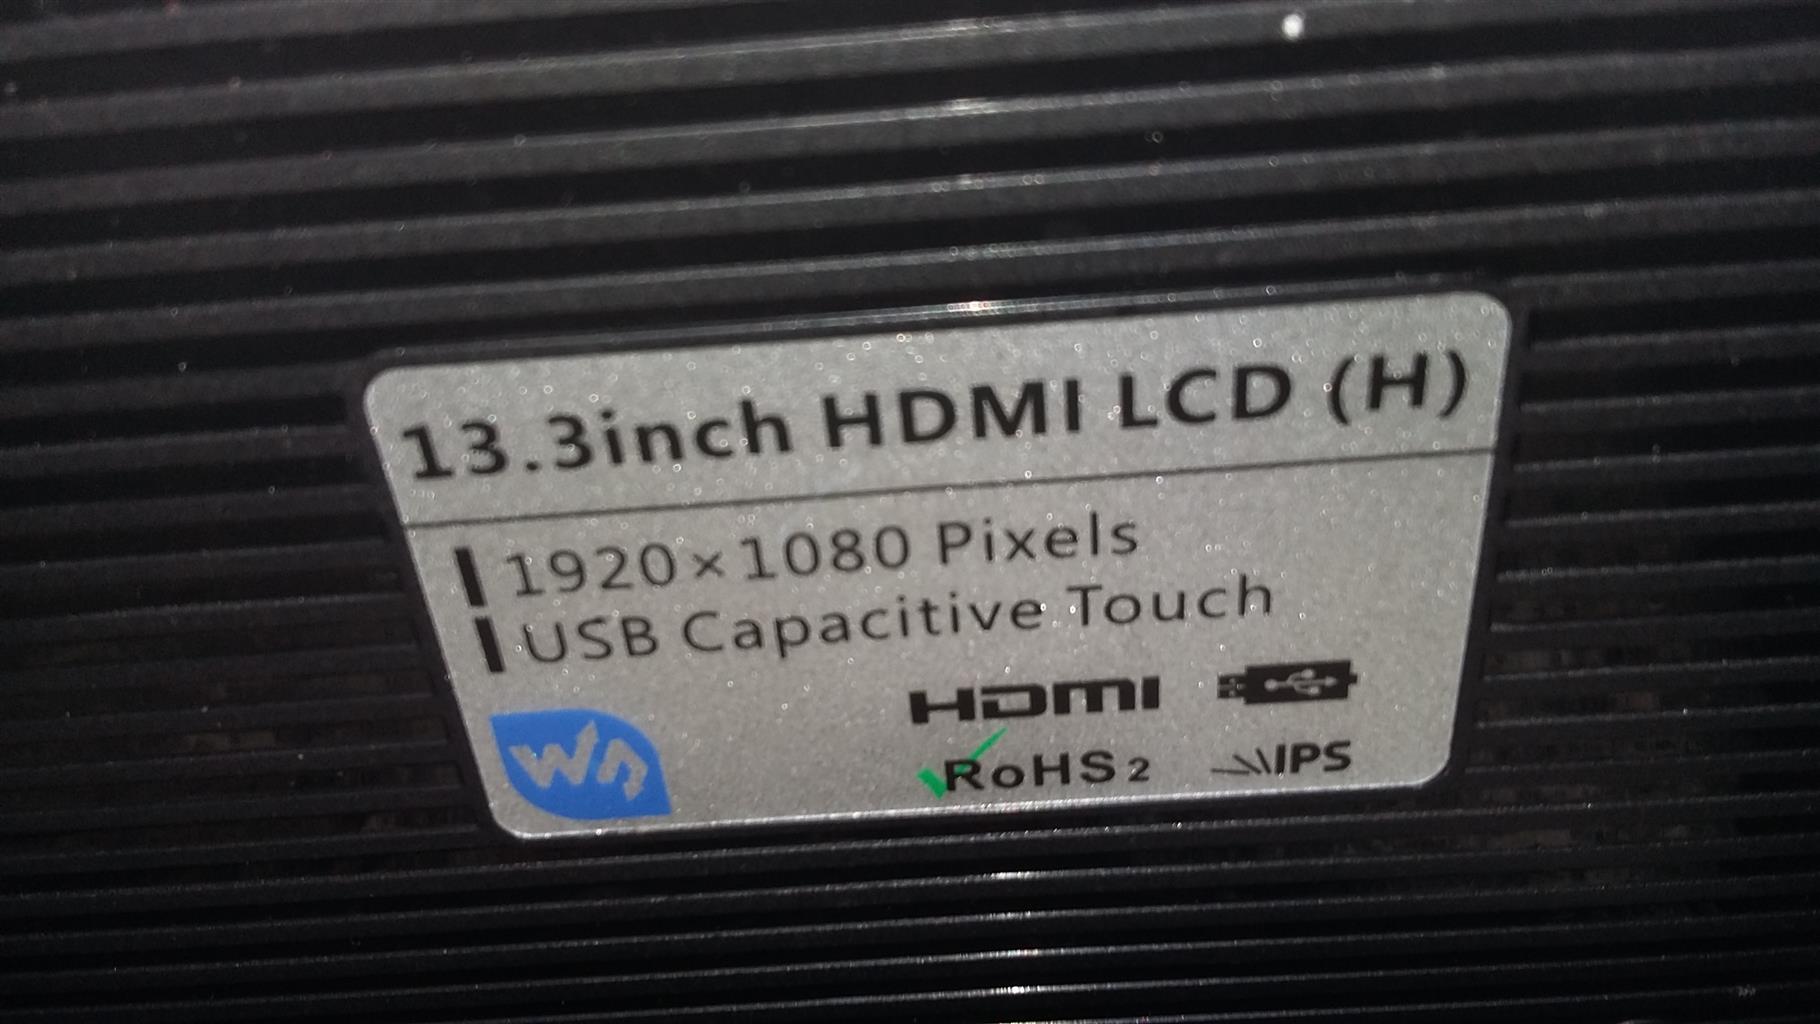 13.3inch HDMI LCD (H)
1920×1080 Pixels
USB Capacitive Touch
HDMI
RoHS 2
IPS